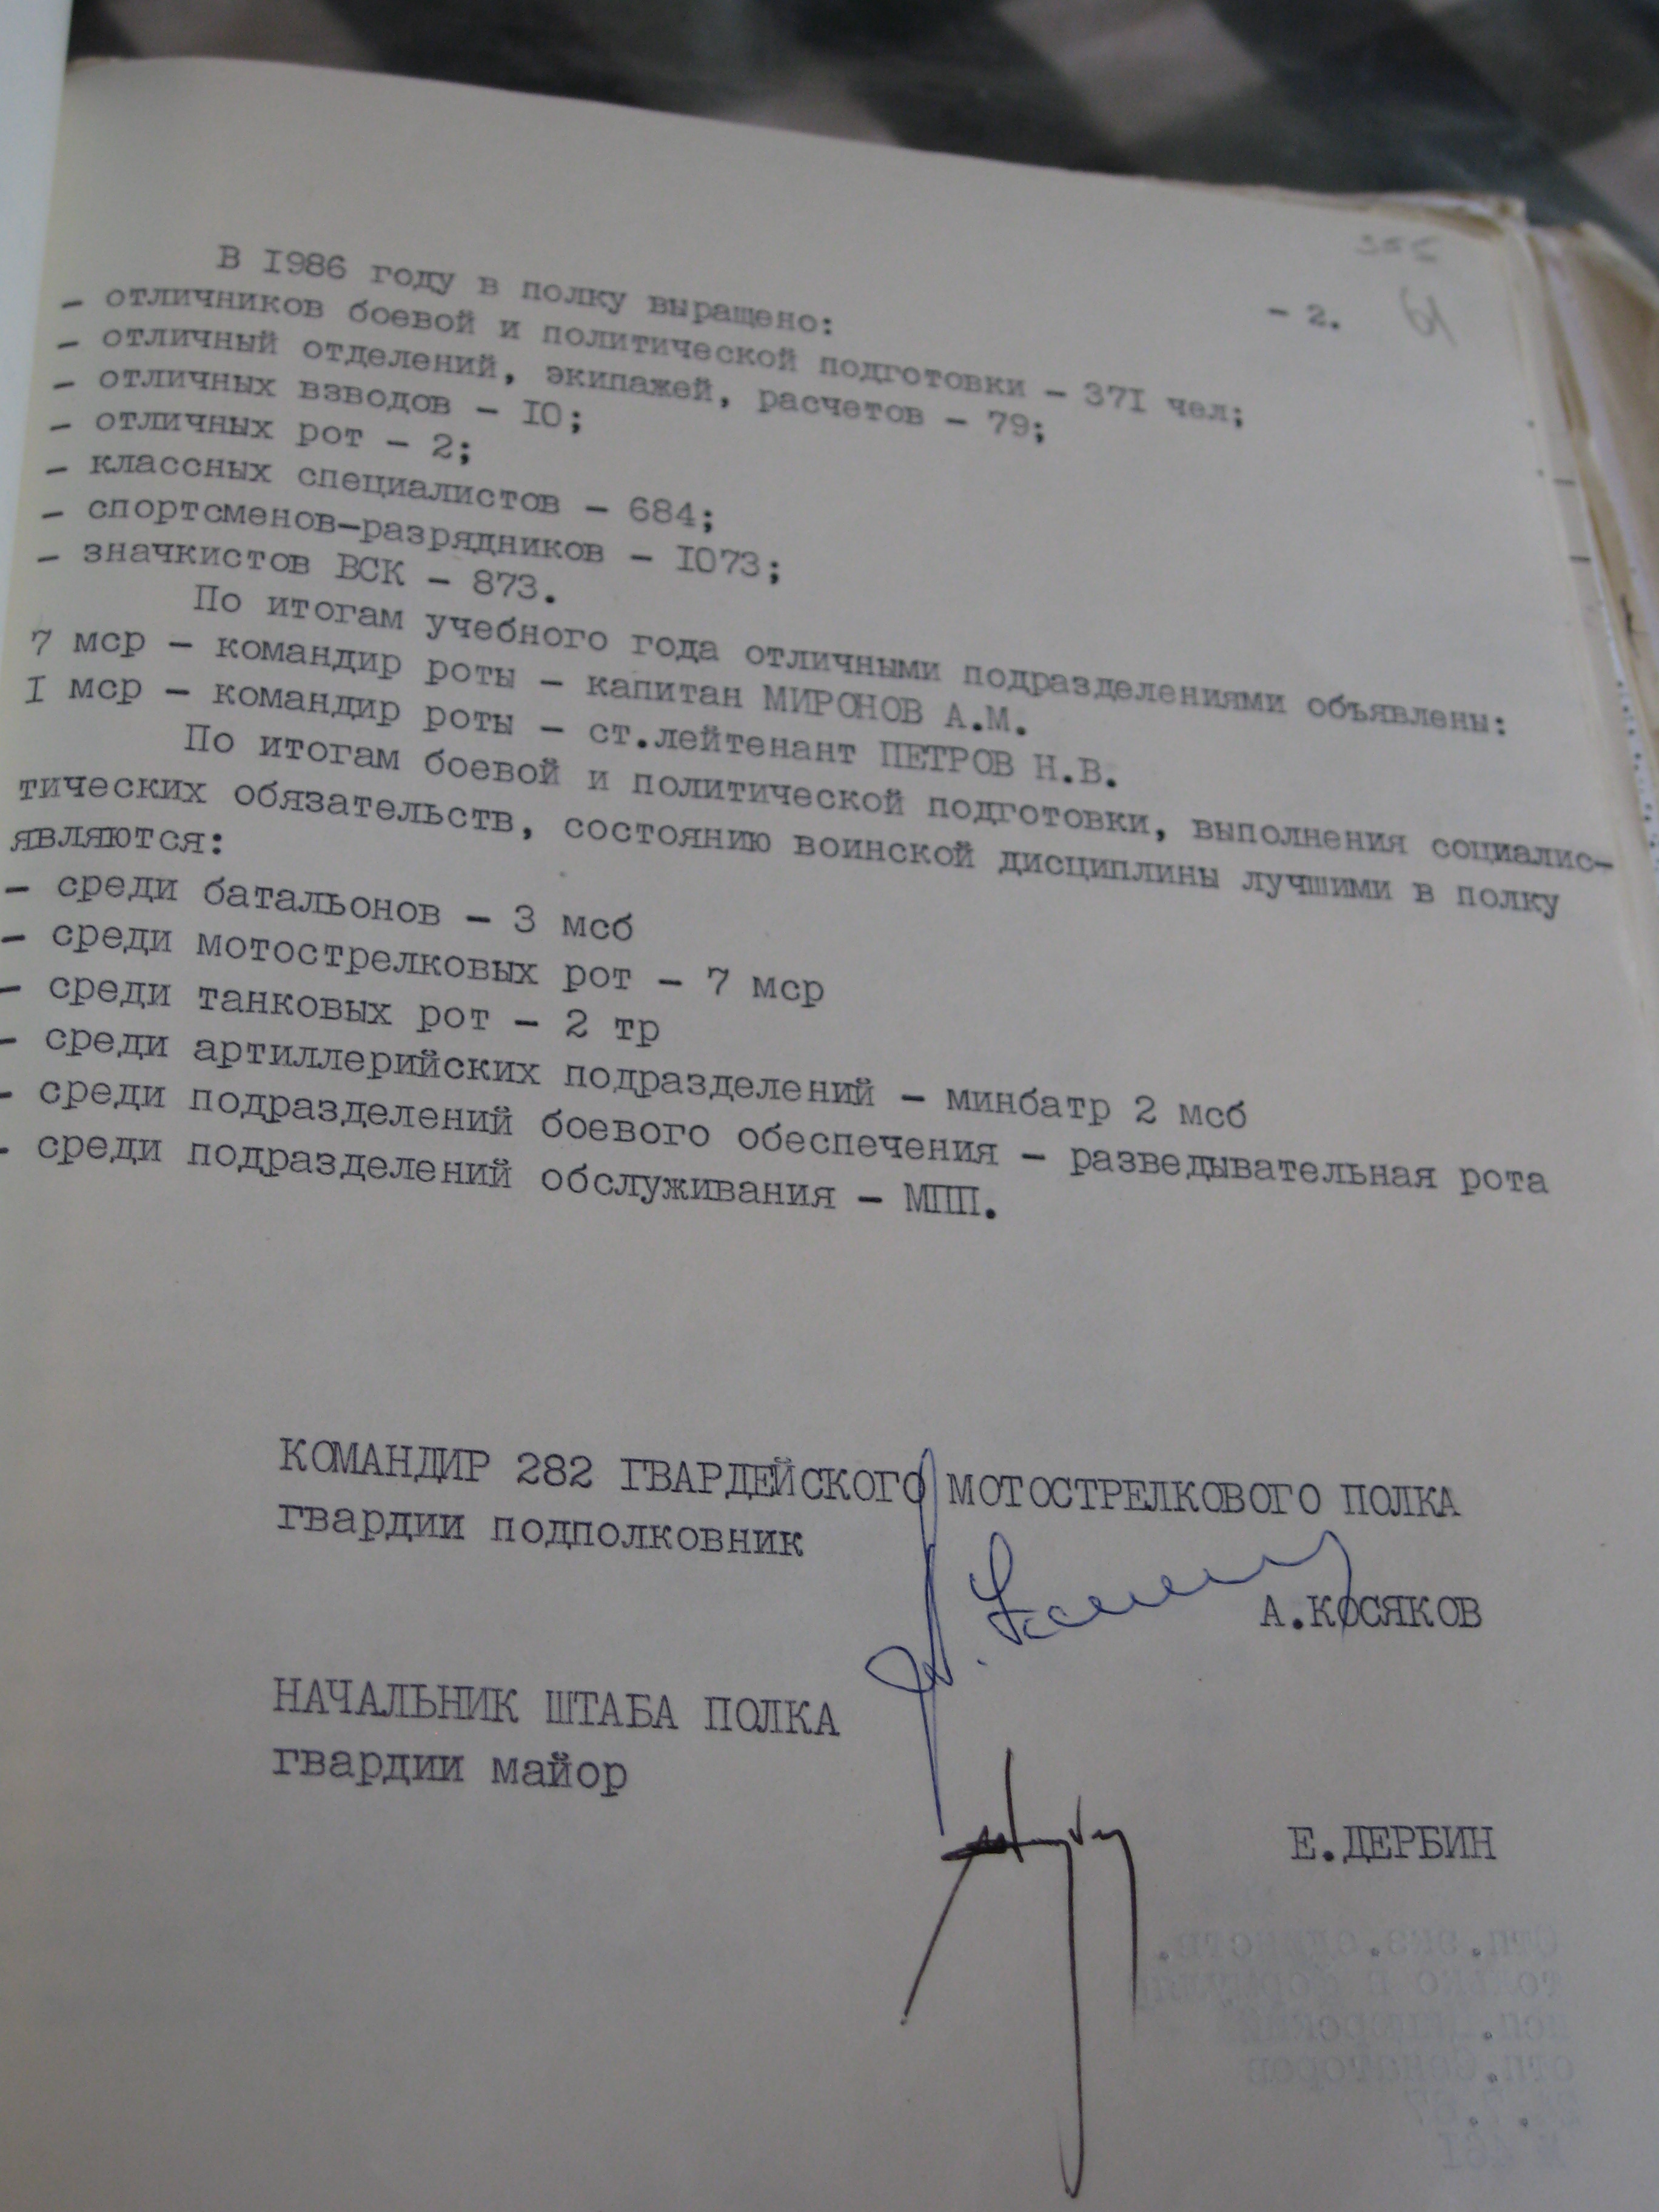 - 2.
В I986 году в полку выращено:
- отличников боевой и политической подготовки - 37I чел;
- отличный отделений, экипажей, расчетов - 79;
- отличных взводов - IO;
- отличных рот - 2;
- классных специалистов - 684;
- спортсменов-разрядников - IO73;
- значкистов ВСК - 873.
По итогам учебного года отличными подразделениями объявлены:
7 мср - командир роты - капитан МИРОНОВ А.М.
I мср - командир роты - ст.лейтенант ПЕТРОВ Н.В.
По итогам боевой и политической подготовки, выполнения социалис-
тических обязательств, состоянию воинской дисциплины лучшими в полку
являются:
- среди батальонов - 3 мсб
- среди мотострелковых рот - 7 мср
- среди танковых рот - 2 тр
- среди артиллерийских подразделений - минбатр 2 мсб
- среди подразделений боевого обеспечения - разведывательная рота
- среди подразделений обслуживания - МПП.
КОМАНДИР 282 ГВАРДЕЙСКОГО МОТОСТРЕЛКОВОГО ПОЛКА
гвардии подполковник
А.КОСЯКОВ
НАЧАЛЬНИК ШТАБА ПОЛКА
гвардии майор
Е.ДЕРБИН